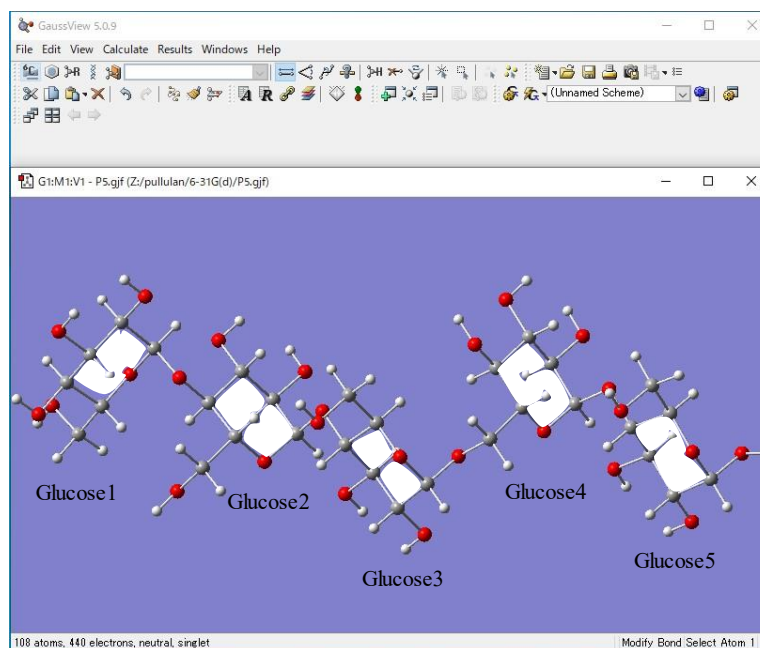 GaussView 5.0.9
File Edit View Calculate Results Windows Help
(Unnamed Scheme)
G1:M1:V1 - P5.gjf (Z:/pullulan/6-31G(d)/P5.gjf)
Glucose1
Glucose2
Glucose3
Glucose4
Glucose5
108 atoms, 440 electrons, neutral, singlet
Modify Bond Select Atom 1